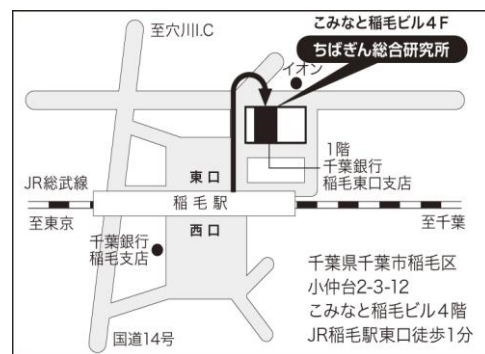 至穴川I.C
こみなと稲毛ビル4F
ちばぎん総合研究所
イオン
1階
千葉銀行
稲毛東口支店
東口
JR総武線
稲毛駅
至東京
至千葉
西口
千葉銀行
稲毛支店
国道14号
千葉県千葉市稲毛区
小仲台2-3-12
こみなと稲毛ビル4階
JR稲毛駅東口徒歩1分